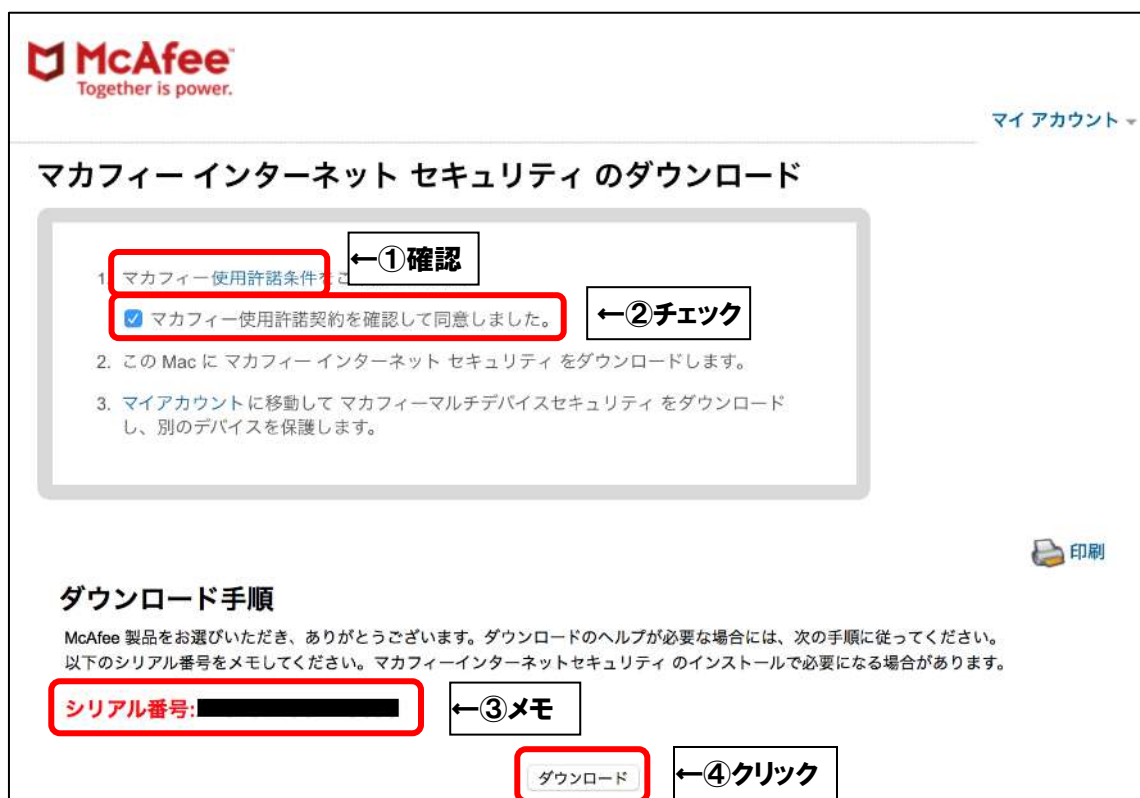 McAfee™
Together is power.
マイ アカウント
マカフィー インターネット セキュリティ のダウンロード
1. マカフィー使用許諾条件をご
←①確認
マカフィー使用許諾契約を確認して同意しました。
←②チェック
2. この Mac に マカフィー インターネット セキュリティ をダウンロードします。
3. マイアカウントに移動して マカフィーマルチデバイスセキュリティ をダウンロード
し、別のデバイスを保護します。
印刷
ダウンロード手順
McAfee 製品をお選びいただき、ありがとうございます。ダウンロードのヘルプが必要な場合には、次の手順に従ってください。
以下のシリアル番号をメモしてください。マカフィーインターネットセキュリティ のインストールで必要になる場合があります。
シリアル番号:
←③メモ
ダウンロード
←④クリック